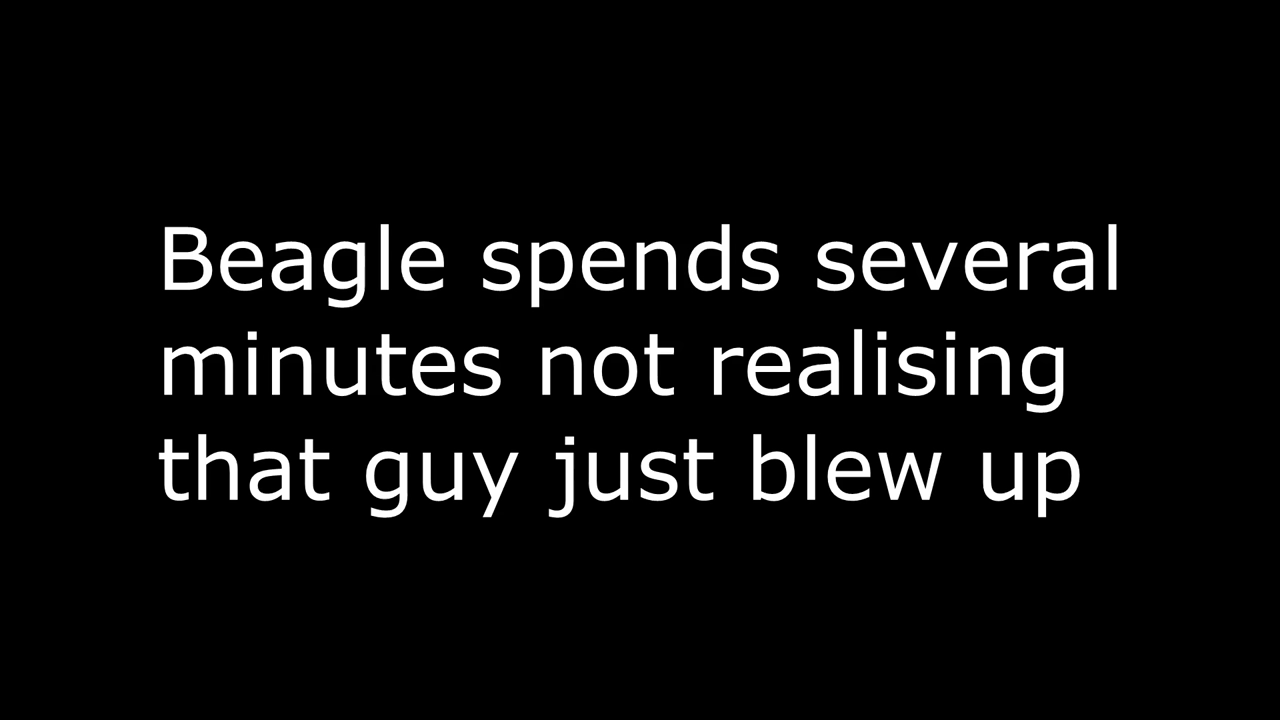 Beagle spends several
minutes not realising
that guy just blew up